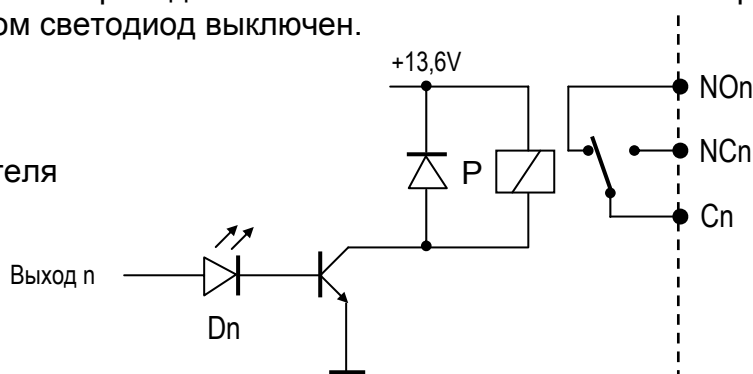 ом светодиод выключен.
+13,6V
NOn
NCn
теля
P
Cn
Выход n
Dn